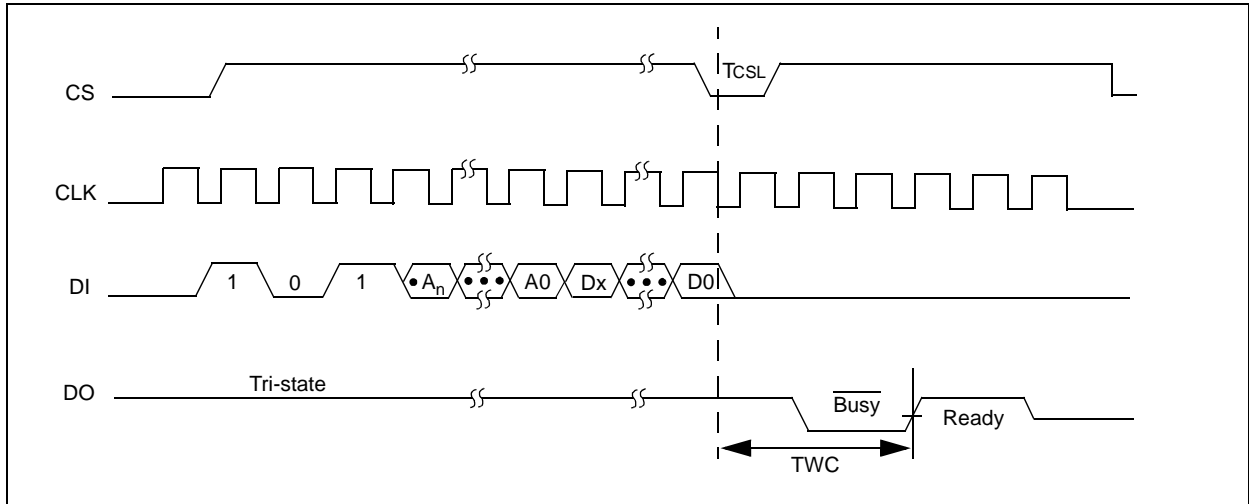 CS
TCSL
CLK
DI
1 0 1 •An ••• A0 Dx ••• D0
DO
Tri-state
Busy
Ready
TWC